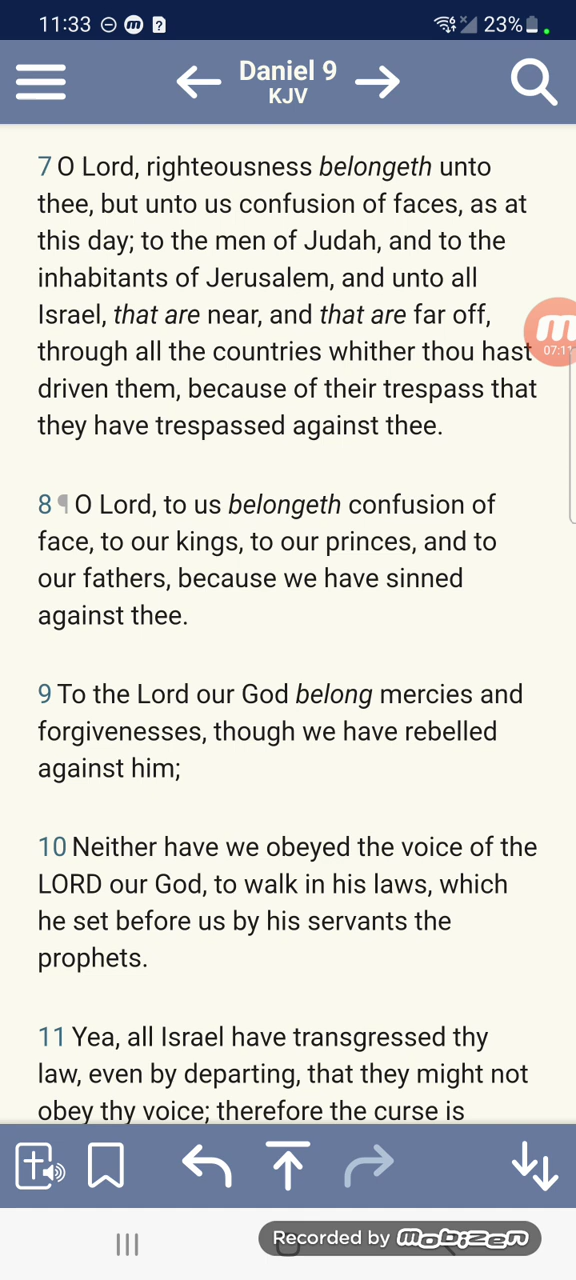 11:33
23%
Daniel 9
KJV
7 O Lord, righteousness belongeth unto
thee, but unto us confusion of faces, as at
this day; to the men of Judah, and to the
inhabitants of Jerusalem, and unto all
Israel, that are near, and that are far off,
through all the countries whither thou hast
driven them, because of their trespass that
they have trespassed against thee.
07:11
8 ¶ O Lord, to us belongeth confusion of
face, to our kings, to our princes, and to
our fathers, because we have sinned
against thee.
9 To the Lord our God belong mercies and
forgivenesses, though we have rebelled
against him;
10 Neither have we obeyed the voice of the
LORD our God, to walk in his laws, which
he set before us by his servants the
prophets.
11 Yea, all Israel have transgressed thy
law, even by departing, that they might not
obey thy voice; therefore the curse is
Recorded by mobizen